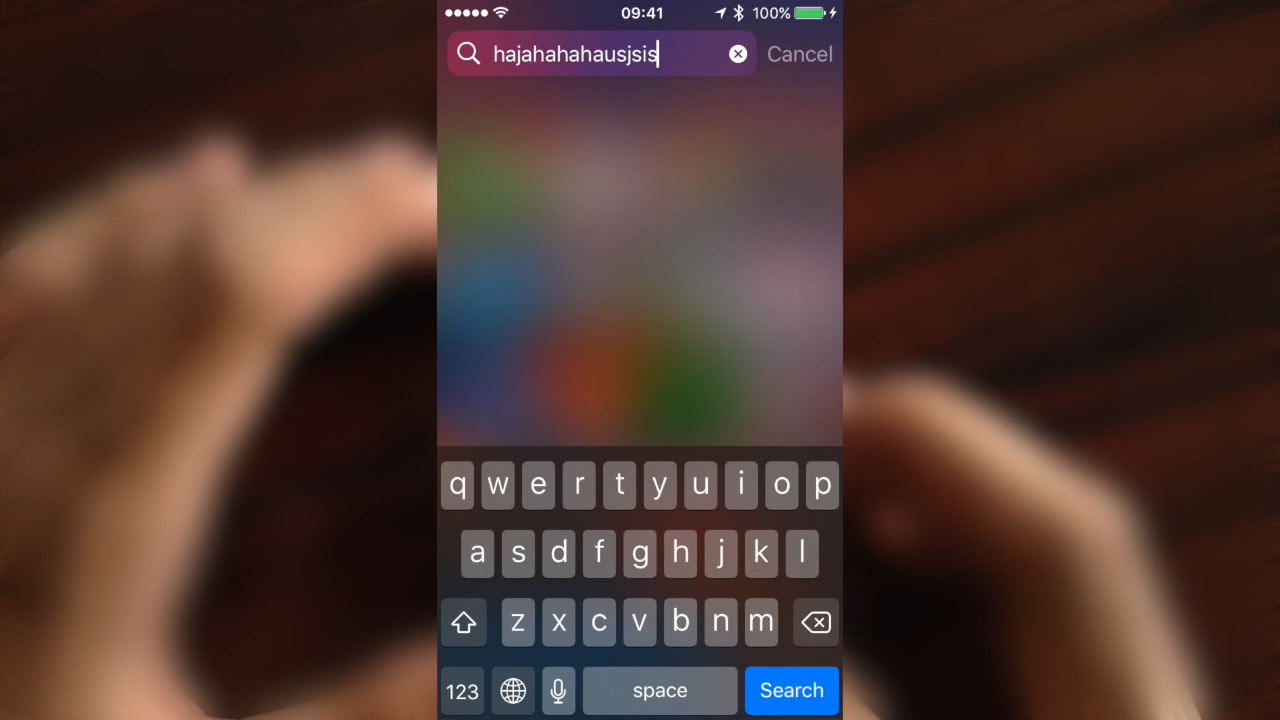 09:41 100%
hajahahahausjsis Cancel
q w e r t y u i o p
a s d f g h j k l
z x c v b n m
123 space Search